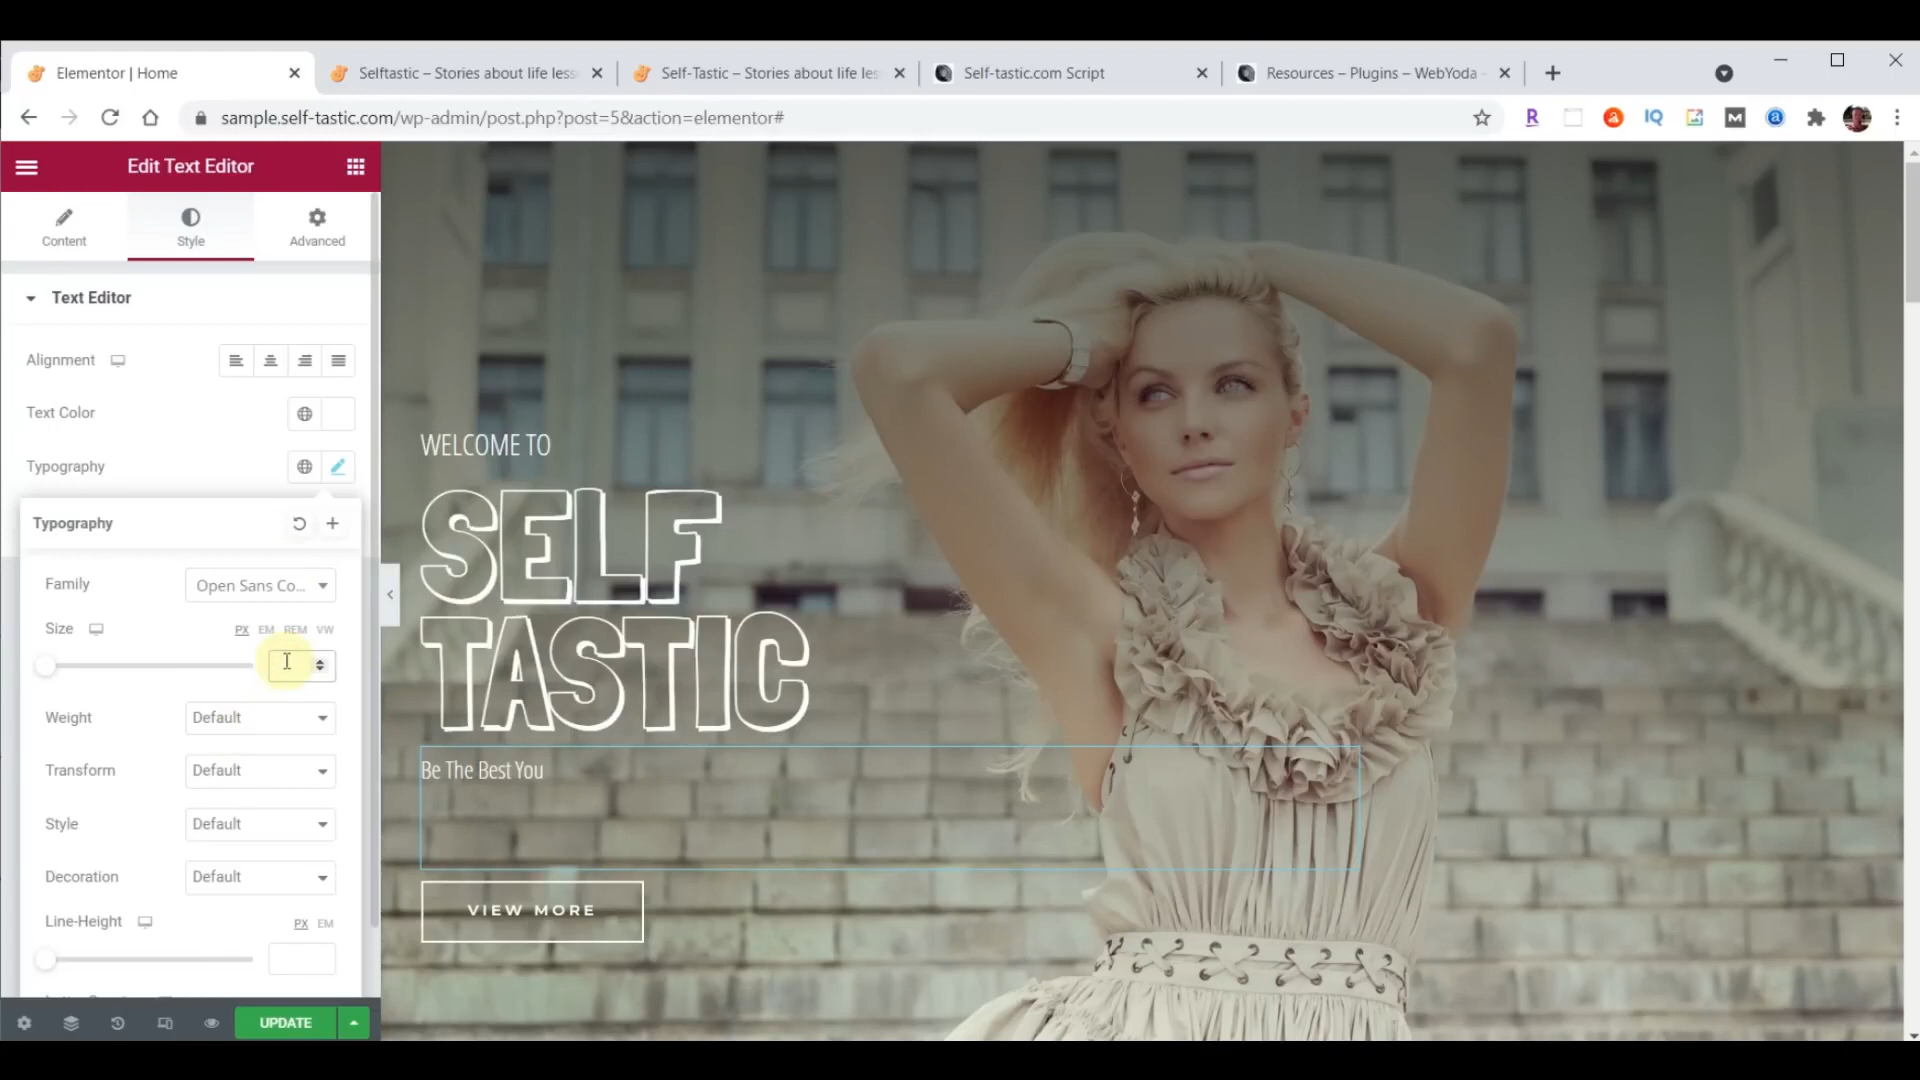 Elementor | Home
Selftastic – Stories about life less
Self-Tastic – Stories about life les
Self-tastic.com Script
Resources – Plugins – WebYoda -
sample.self-tastic.com/wp-admin/post.php?post=5&action=elementor#
R
a
IQ
M
a
Edit Text Editor
Content
Style
Advanced
Text Editor
Alignment
Text Color
Typography
Typography
Family
Open Sans Co...
Size
PX EM REM VW
Weight
Default
Transform
Default
Style
Default
Decoration
Default
Line-Height
PX EM
UPDATE
WELCOME TO
SELF
TASTIC
Be The Best You
VIEW MORE